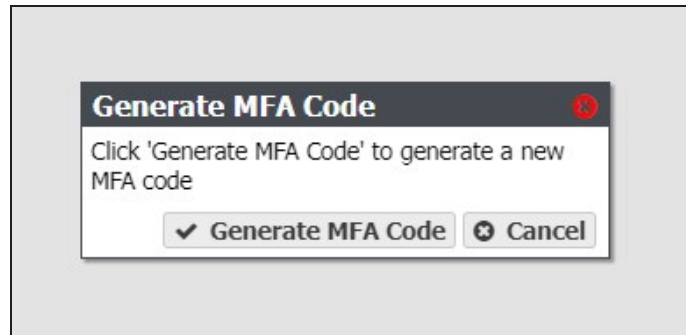 Generate MFA Code
Click 'Generate MFA Code' to generate a new
MFA code
Generate MFA Code Cancel